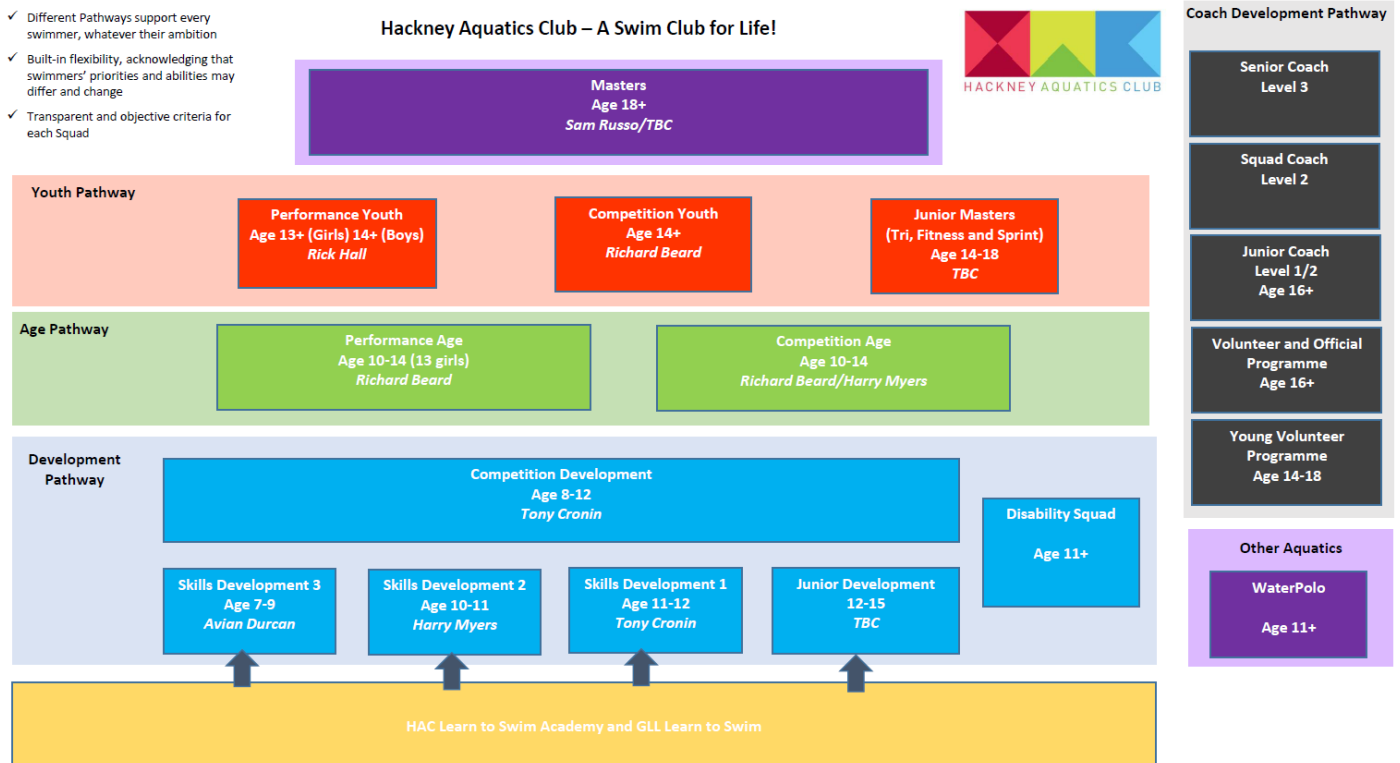 ✓ Different Pathways support every
swimmer, whatever their ambition
✓ Built-in flexibility, acknowledging that
swimmers' priorities and abilities may
differ and change
✓ Transparent and objective criteria for
each Squad
Hackney Aquatics Club – A Swim Club for Life!
HACKNEY AQUATICS CLUB
Masters
Age 18+
Sam Russo/TBC
Youth Pathway
Performance Youth
Age 13+ (Girls) 14+ (Boys)
Rick Hall
Competition Youth
Age 14+
Richard Beard
Junior Masters
(Tri, Fitness and Sprint)
Age 14-18
TBC
Age Pathway
Performance Age
Age 10-14 (13 girls)
Richard Beard
Competition Age
Age 10-14
Richard Beard/Harry Myers
Development
Pathway
Competition Development
Age 8-12
Tony Cronin
Disability Squad
Age 11+
Skills Development 3
Age 7-9
Avian Durcan
Skills Development 2
Age 10-11
Harry Myers
Skills Development 1
Age 11-12
Tony Cronin
Junior Development
12-15
TBC
HAC Learn to Swim Academy and GLL Learn to Swim
Coach Development Pathway
Senior Coach
Level 3
Squad Coach
Level 2
Junior Coach
Level 1/2
Age 16+
Volunteer and Official
Programme
Age 16+
Young Volunteer
Programme
Age 14-18
Other Aquatics
WaterPolo
Age 11+